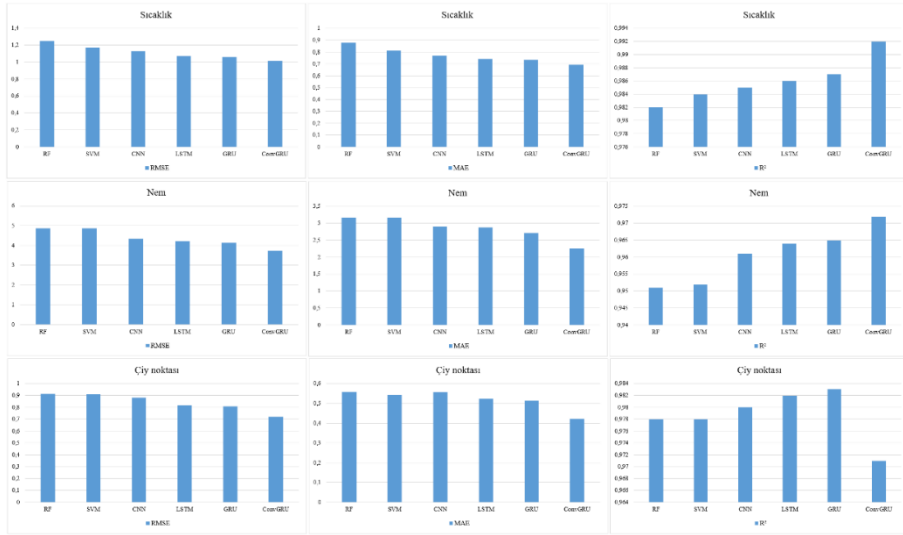 Sıcaklık
1,4
1,2
1
0,8
0,6
0,4
0,2
0
RF SVM CNN LSTM GRU ConvGRU
RMSE
Sıcaklık
1
0,9
0,8
0,7
0,6
0,5
0,4
0,3
0,2
0,1
0
RF SVM CNN LSTM GRU ConvGRU
MAE
Sıcaklık
0,994
0,992
0,99
0,988
0,986
0,984
0,982
0,98
0,978
0,976
RF SVM CNN LSTM GRU ConvGRU
R²
Nem
6
5
4
3
2
1
0
RF SVM CNN LSTM GRU ConvGRU
RMSE
Nem
3,5
3
2,5
2
1,5
1
0,5
0
RF SVM CNN LSTM GRU ConvGRU
MAE
Nem
0,97
0,965
0,96
0,955
0,95
0,945
0,94
RF SVM CNN LSTM GRU ConvGRU
R²
Çiy noktası
1
0,9
0,8
0,7
0,6
0,5
0,4
0,3
0,2
0,1
0
RF SVM CNN LSTM GRU ConvGRU
RMSE
Çiy noktası
0,6
0,5
0,4
0,3
0,2
0,1
0
RF SVM CNN LSTM GRU ConvGRU
MAE
Çiy noktası
0,984
0,982
0,98
0,978
0,976
0,974
0,972
0,97
0,968
0,966
0,964
RF SVM CNN LSTM GRU ConvGRU
R²